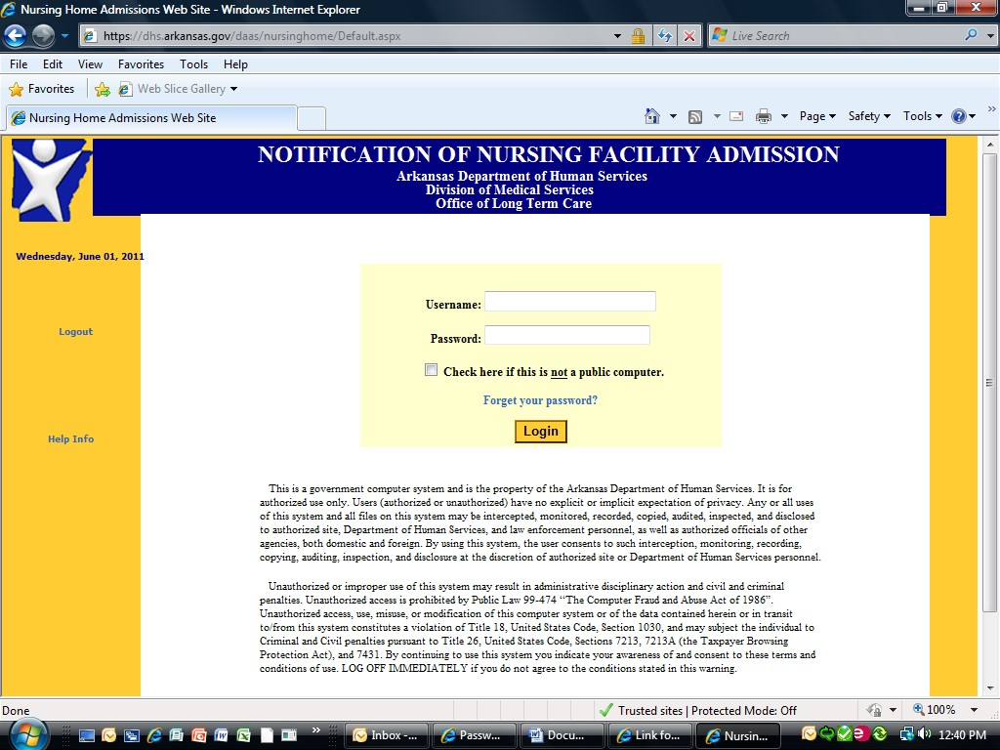 Nursing Home Admissions Web Site - Windows Internet Explorer
https://dhs.arkansas.gov/daas/nursinghome/Default.aspx
Live Search
File Edit View Favorites Tools Help
Favorites Web Slice Gallery
Nursing Home Admissions Web Site
Page Safety Tools
NOTIFICATION OF NURSING FACILITY ADMISSION
Arkansas Department of Human Services
Division of Medical Services
Office of Long Term Care
Wednesday, June 01, 2011
Logout
Help Info
Username:
Password:
Check here if this is not a public computer.
Forget your password?
Login
This is a government computer system and is the property of the Arkansas Department of Human Services. It is for
authorized use only. Users (authorized or unauthorized) have no explicit or implicit expectation of privacy. Any or all uses
of this system and all files on this system may be intercepted, monitored, recorded, copied, audited, inspected, and disclosed
to authorized site, Department of Human Services, and law enforcement personnel, as well as authorized officials of other
agencies, both domestic and foreign. By using this system, the user consents to such interception, monitoring, recording,
copying, auditing, inspection, and disclosure at the discretion of authorized site or Department of Human Services personnel.
Unauthorized or improper use of this system may result in administrative disciplinary action and civil and criminal
penalties. Unauthorized access is prohibited by Public Law 99-474 “The Computer Fraud and Abuse Act of 1986”.
Unauthorized access, use, misuse, or modification of this computer system or of the data contained herein or in transit
to/from this system constitutes a violation of Title 18, United States Code, Section 1030, and may subject the individual to
Criminal and Civil penalties pursuant to Title 26, United States Code, Sections 7213, 7213A (the Taxpayer Browsing
Protection Act), and 7431. By continuing to use this system you indicate your awareness of and consent to these terms and
conditions of use. LOG OFF IMMEDIATELY if you do not agree to the conditions stated in this warning.
Done
Trusted sites | Protected Mode: Off
100%
Inbox -... Passw... Docu... Link fo... Nursin...
12:40 PM